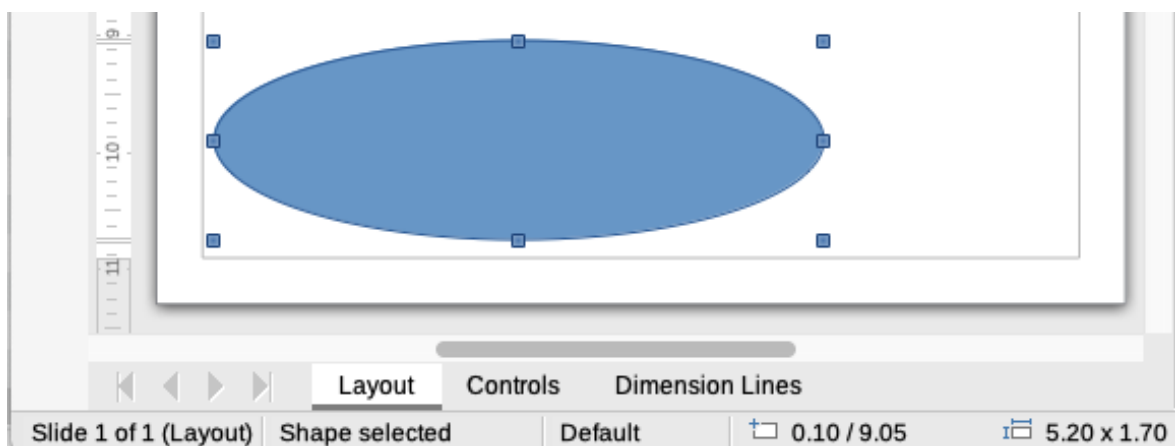 9
10
11
Layout Controls Dimension Lines
Slide 1 of 1 (Layout) Shape selected Default 0.10 / 9.05 5.20 x 1.70